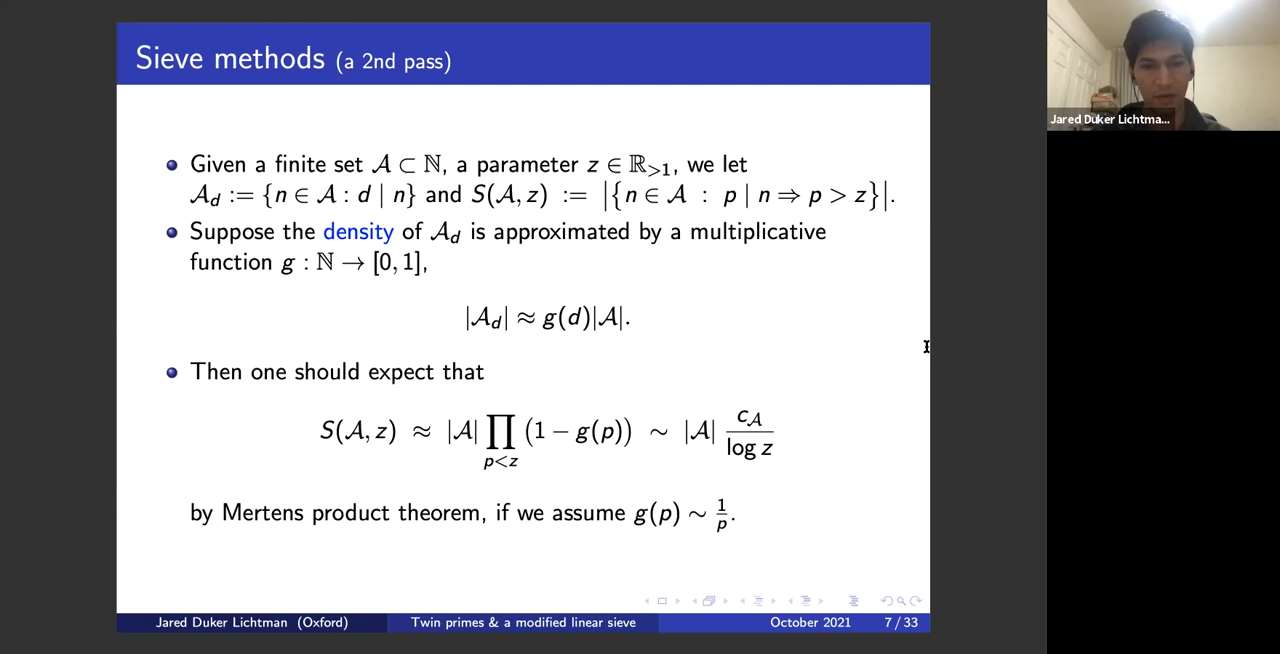 Sieve methods (a 2nd pass)
Given a finite set 𝒜 ⊂ ℕ, a parameter z ∈ ℝ_{>1}, we let
𝒜_d := {n ∈ 𝒜 : d | n} and S(𝒜, z) := |{n ∈ 𝒜 : p | n ⇒ p > z}|.
Suppose the density of 𝒜_d is approximated by a multiplicative
function g : ℕ → [0, 1],
|𝒜_d| ≈ g(d)|𝒜|.
Then one should expect that
S(𝒜, z) ≈ |𝒜| ∏_{p<z} (1 − g(p)) ∼ |𝒜| c_𝒜 / log z
by Mertens product theorem, if we assume g(p) ∼ 1/p.
Jared Duker Lichtman (Oxford) Twin primes & a modified linear sieve October 2021 7 / 33
Jared Duker Lichtma...